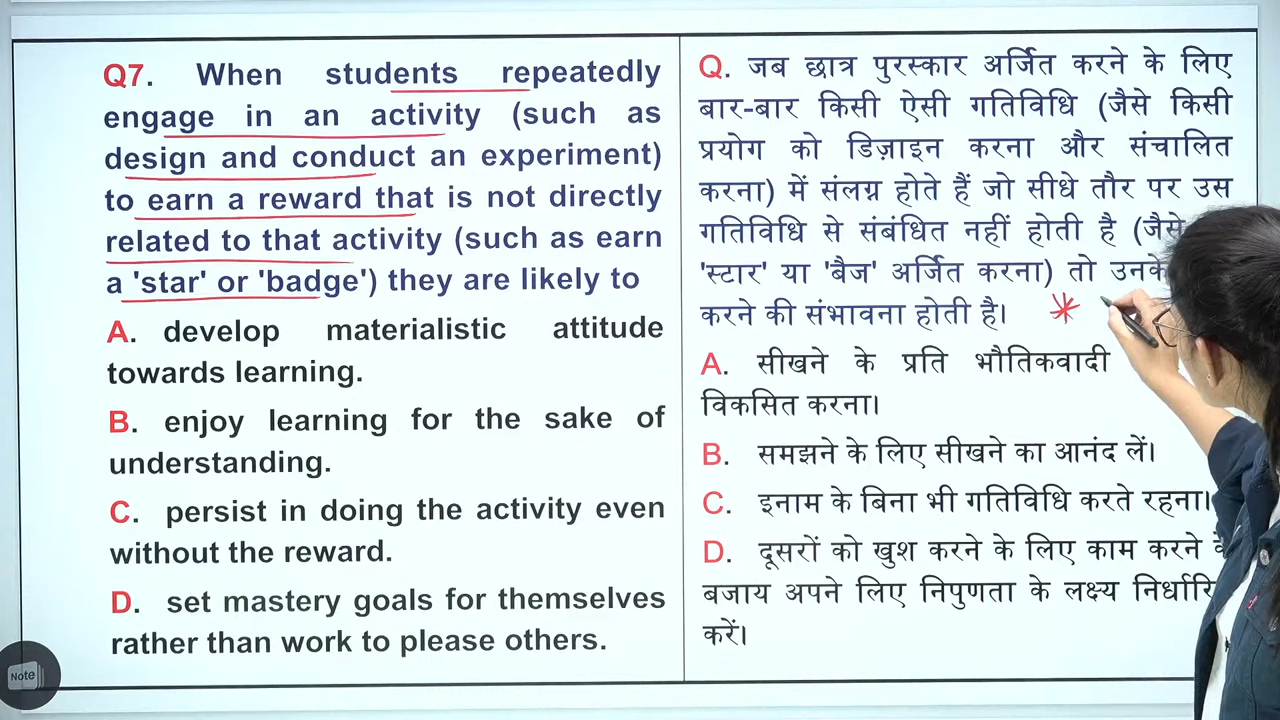 Q7. When students repeatedly
engage in an activity (such as
design and conduct an experiment)
to earn a reward that is not directly
related to that activity (such as earn
a 'star' or 'badge') they are likely to
A. develop materialistic attitude
towards learning.
B. enjoy learning for the sake of
understanding.
C. persist in doing the activity even
without the reward.
D. set mastery goals for themselves
rather than work to please others.
Q. जब छात्र पुरस्कार अर्जित करने के लिए
बार-बार किसी ऐसी गतिविधि (जैसे किसी
प्रयोग को डिज़ाइन करना और संचालित
करना) में संलग्न होते हैं जो सीधे तौर पर उस
गतिविधि से संबंधित नहीं होती है (जैसे
'स्टार' या 'बैज' अर्जित करना) तो उनके
करने की संभावना होती है।
A. सीखने के प्रति भौतिकवादी
विकसित करना।
B. समझने के लिए सीखने का आनंद लें।
C. इनाम के बिना भी गतिविधि करते रहना।
D. दूसरों को खुश करने के लिए काम करने
बजाय अपने लिए निपुणता के लक्ष्य
करें।
Note